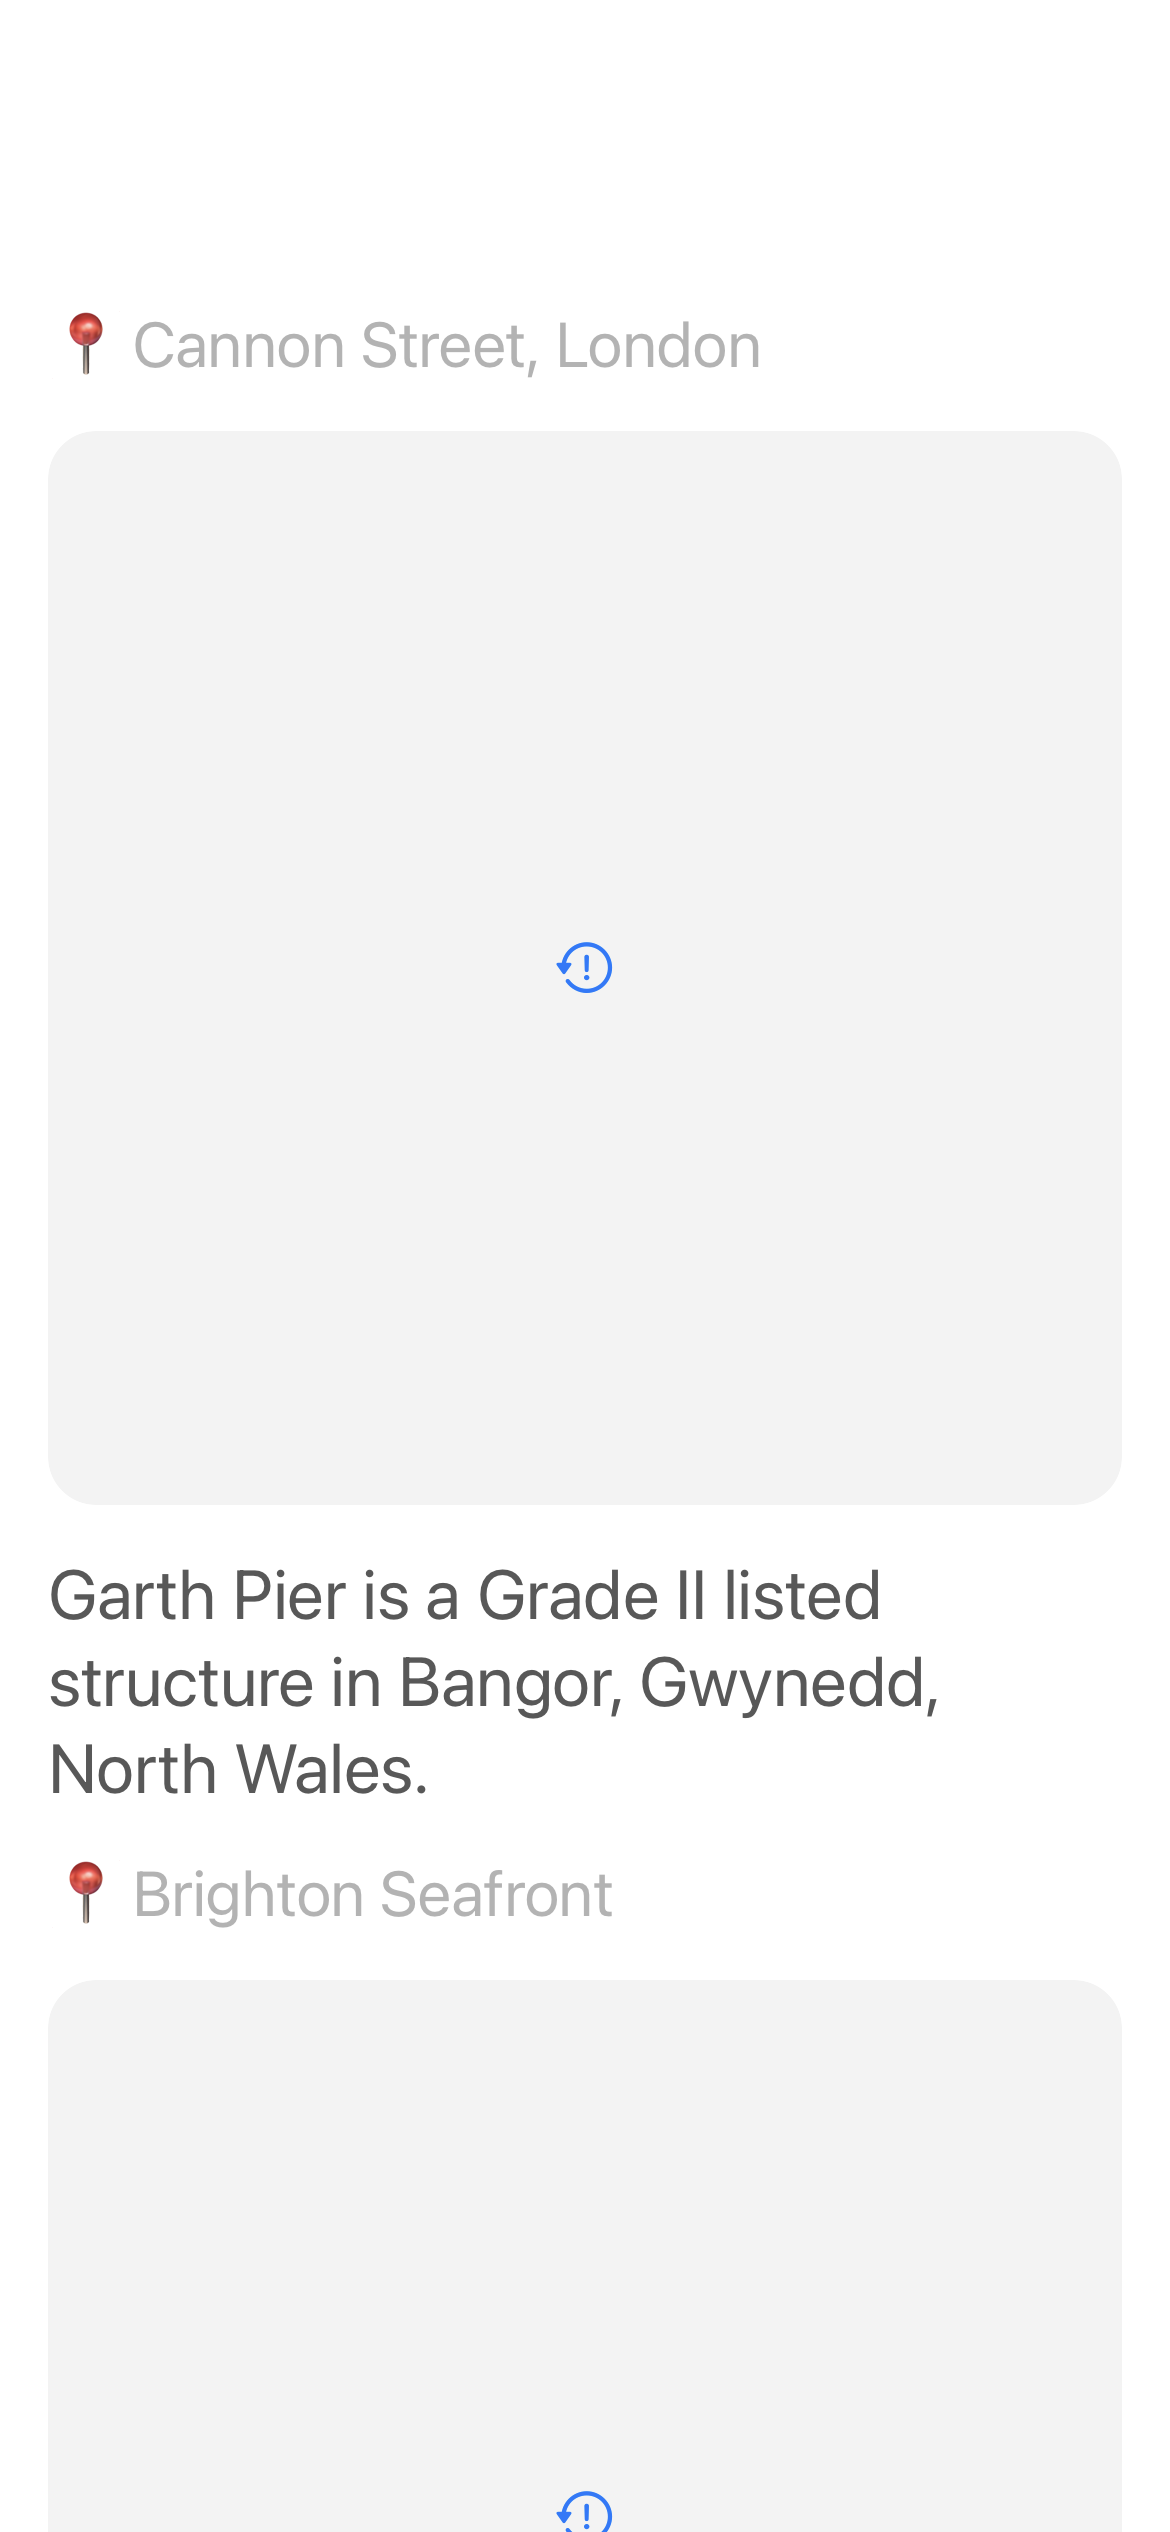 📍 Cannon Street, London
Garth Pier is a Grade II listed
structure in Bangor, Gwynedd,
North Wales.
📍 Brighton Seafront